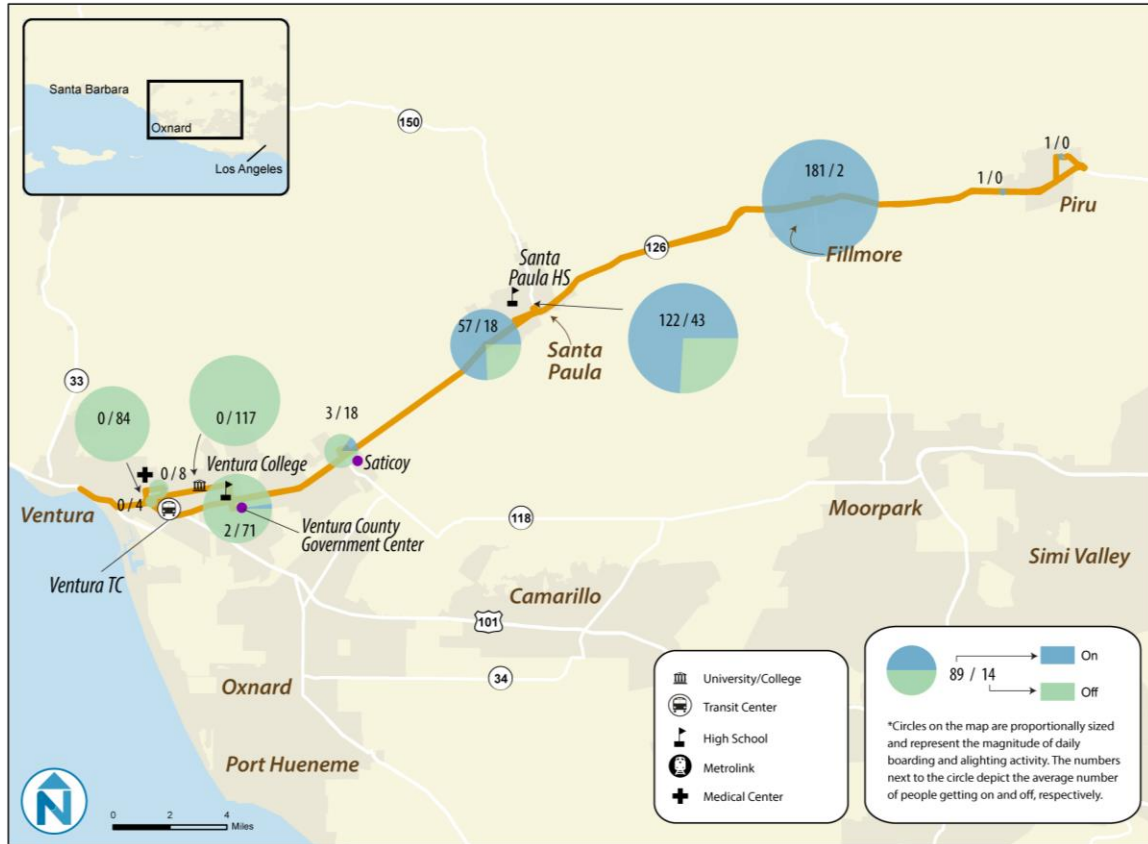 Santa Barbara
Oxnard
Los Angeles
150
1 / 0
181 / 2
1 / 0
Piru
126
Fillmore
Santa
Paula HS
57 / 18
122 / 43
Santa
Paula
33
0 / 84
0 / 117
3 / 18
0 / 8
Ventura College
Saticoy
Ventura
0 / 4
2 / 71
Ventura County
Government Center
118
Moorpark
Ventura TC
Simi Valley
Camarillo
101
34
Oxnard
Port Hueneme
N
0 2 4
Miles
University/College
Transit Center
High School
Metrolink
Medical Center
89 / 14
On
Off
*Circles on the map are proportionally sized
and represent the magnitude of daily
boarding and alighting activity. The numbers
next to the circle depict the average number
of people getting on and off, respectively.